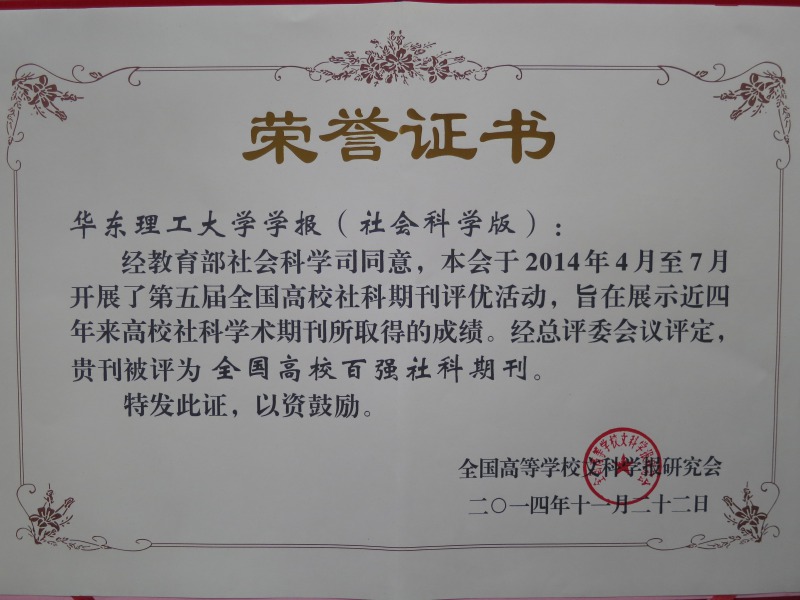 荣誉证书
华东理工大学学报（社会科学版）：
经教育部社会科学司同意，本会于2014年4月至7月
开展了第五届全国高校社科期刊评优活动，旨在展示近四
年来高校社科学术期刊所取得的成绩。经总评委会议评定，
贵刊被评为 全国高校百强社科期刊。
特发此证，以资鼓励。
全国高等学校文科学报研究会
二〇一四年十一月二十二日